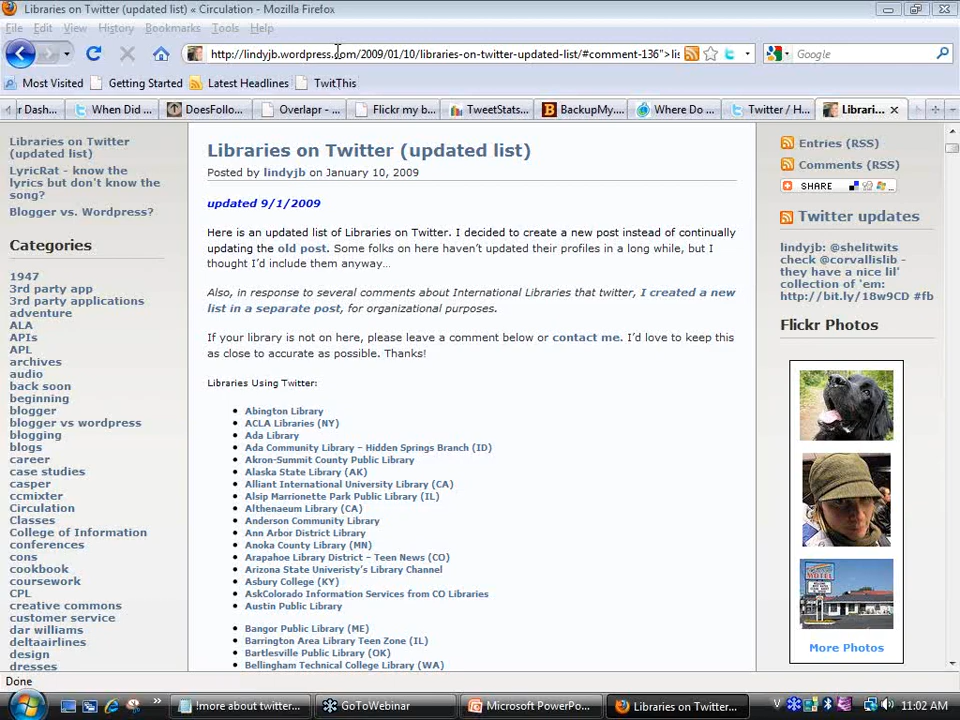 Libraries on Twitter (updated list) « Circulation - Mozilla Firefox
File Edit View History Bookmarks Tools Help
http://lindyjb.wordpress.com/2009/01/10/libraries-on-twitter-updated-list/#comment-136">lis
Google
Most Visited Getting Started Latest Headlines TwitThis
r Dash... When Did ... DoesFollo... Overlapr - ... Flickr my b... TweetStats... BackupMy.... Where Do ... Twitter / H... Librari...
Libraries on Twitter
(updated list)
LyricRat - know the
lyrics but don't know the
song?
Blogger vs. Wordpress?
Categories
1947
3rd party app
3rd party applications
adventure
ALA
APIs
APL
archives
audio
back soon
beginning
blogger
blogger vs wordpress
blogging
blogs
career
case studies
casper
ccmixter
Circulation
Classes
College of Information
conferences
cons
cookbook
coursework
CPL
creative commons
customer service
dar williams
deltaairlines
design
dresses
Libraries on Twitter (updated list)
Posted by lindyjb on January 10, 2009
updated 9/1/2009
Here is an updated list of Libraries on Twitter. I decided to create a new post instead of continually
updating the old post. Some folks on here haven't updated their profiles in a long while, but I
thought I'd include them anyway...
Also, in response to several comments about International Libraries that twitter, I created a new
list in a separate post, for organizational purposes.
If your library is not on here, please leave a comment below or contact me. I'd love to keep this
as close to accurate as possible. Thanks!
Libraries Using Twitter:
Abington Library
ACLA Libraries (NY)
Ada Library
Ada Community Library – Hidden Springs Branch (ID)
Akron-Summit County Public Library
Alaska State Library (AK)
Alliant International University Library (CA)
Alsip Marrionette Park Public Library (IL)
Althenaeum Library (CA)
Anderson Community Library
Ann Arbor District Library
Anoka County Library (MN)
Arapahoe Library District – Teen News (CO)
Arizona State Univeristy's Library Channel
Asbury College (KY)
AskColorado Information Services from CO Libraries
Austin Public Library
Bangor Public Library (ME)
Barrington Area Library Teen Zone (IL)
Bartlesville Public Library (OK)
Bellingham Technical College Library (WA)
Entries (RSS)
Comments (RSS)
SHARE
Twitter updates
lindyjb: @shelitwits
check @corvallislib -
they have a nice lil'
collection of 'em:
http://bit.ly/18w9CD #fb
Flickr Photos
MOTEL
More Photos
Done
!more about twitter... GoToWebinar Microsoft PowerPo... Libraries on Twitter... V 11:02 AM